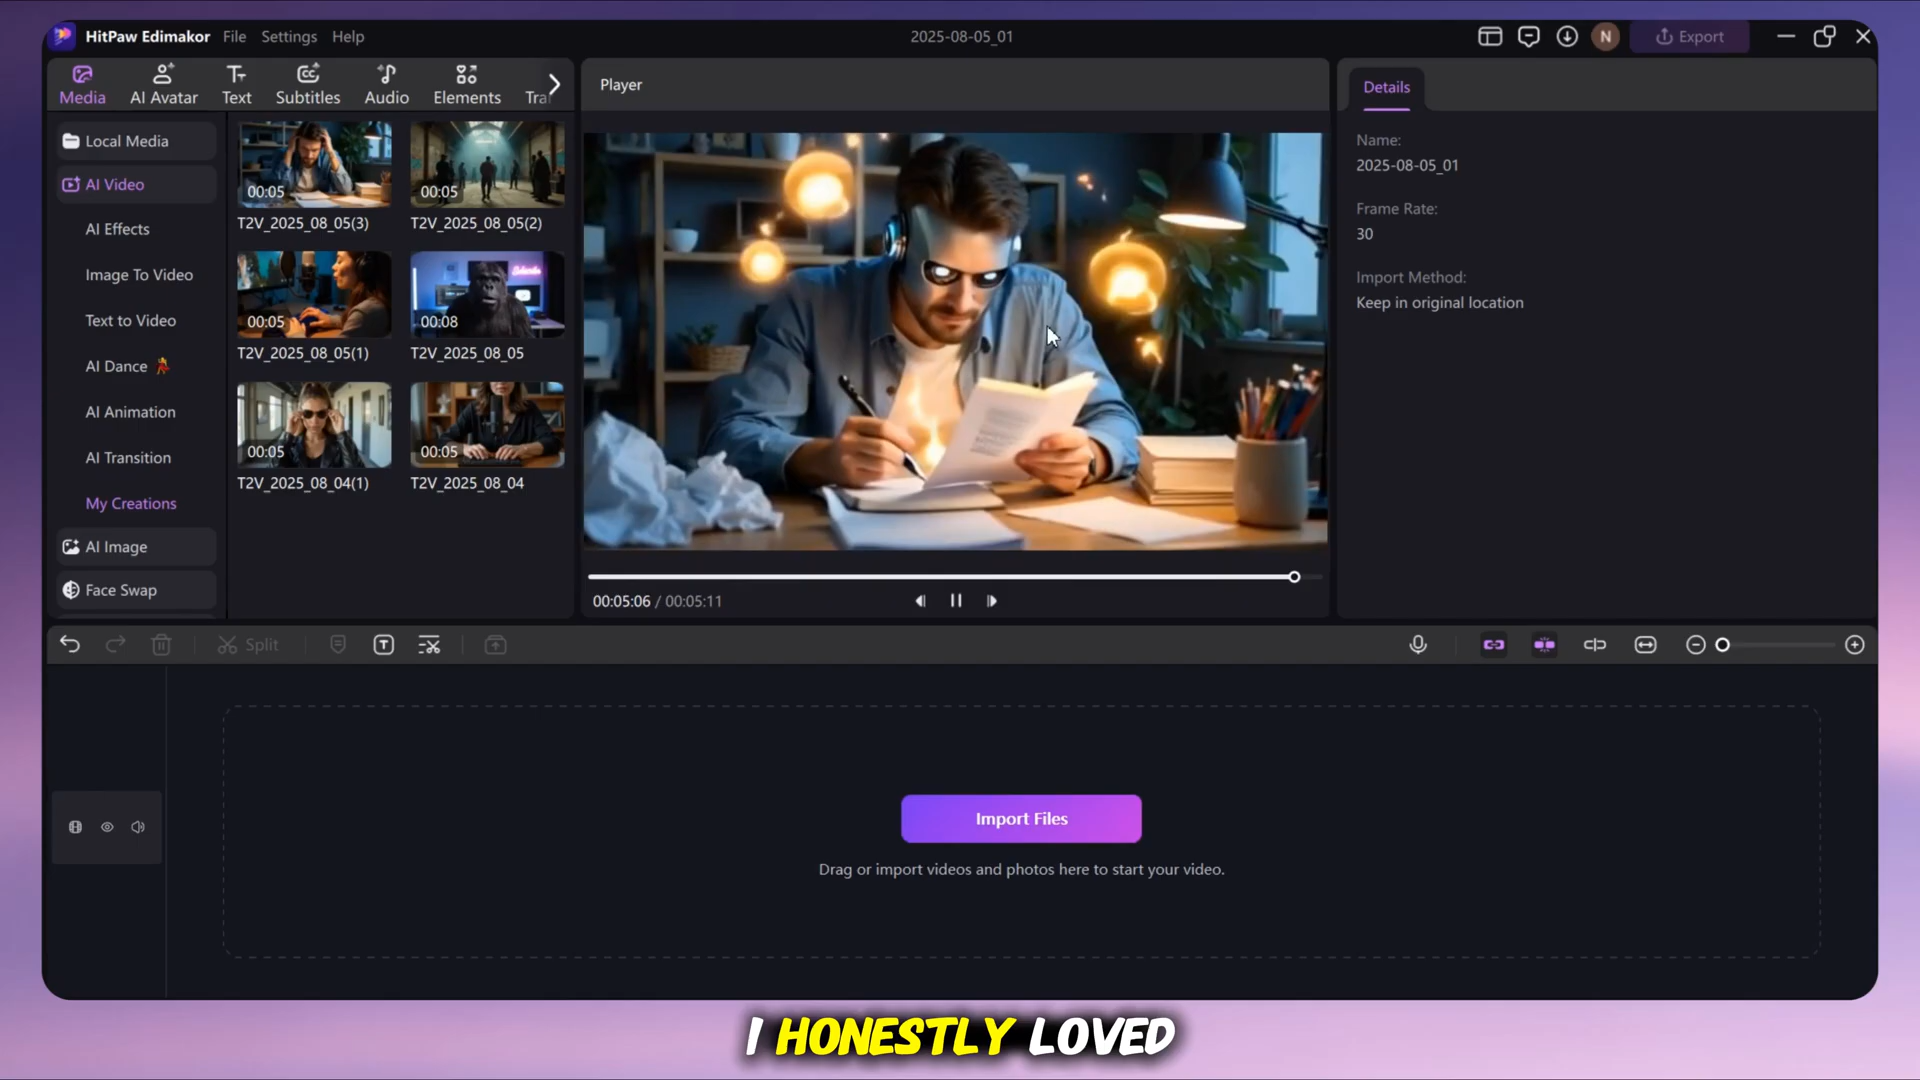 HitPaw Edimakor File Settings Help
2025-08-05_01
N Export
Media AI Avatar Text Subtitles Audio Elements Tra
Player
Details
Local Media
AI Video
AI Effects
Image To Video
Text to Video
AI Dance
AI Animation
AI Transition
My Creations
AI Image
Face Swap
00:05 00:05
T2V_2025_08_05(3) T2V_2025_08_05(2)
00:05 00:08
T2V_2025_08_05(1) T2V_2025_08_05
00:05 00:05
T2V_2025_08_04(1) T2V_2025_08_04
00:05:06 / 00:05:11
Name:
2025-08-05_01
Frame Rate:
30
Import Method:
Keep in original location
Split
Import Files
Drag or import videos and photos here to start your video.
I HONESTLY LOVED